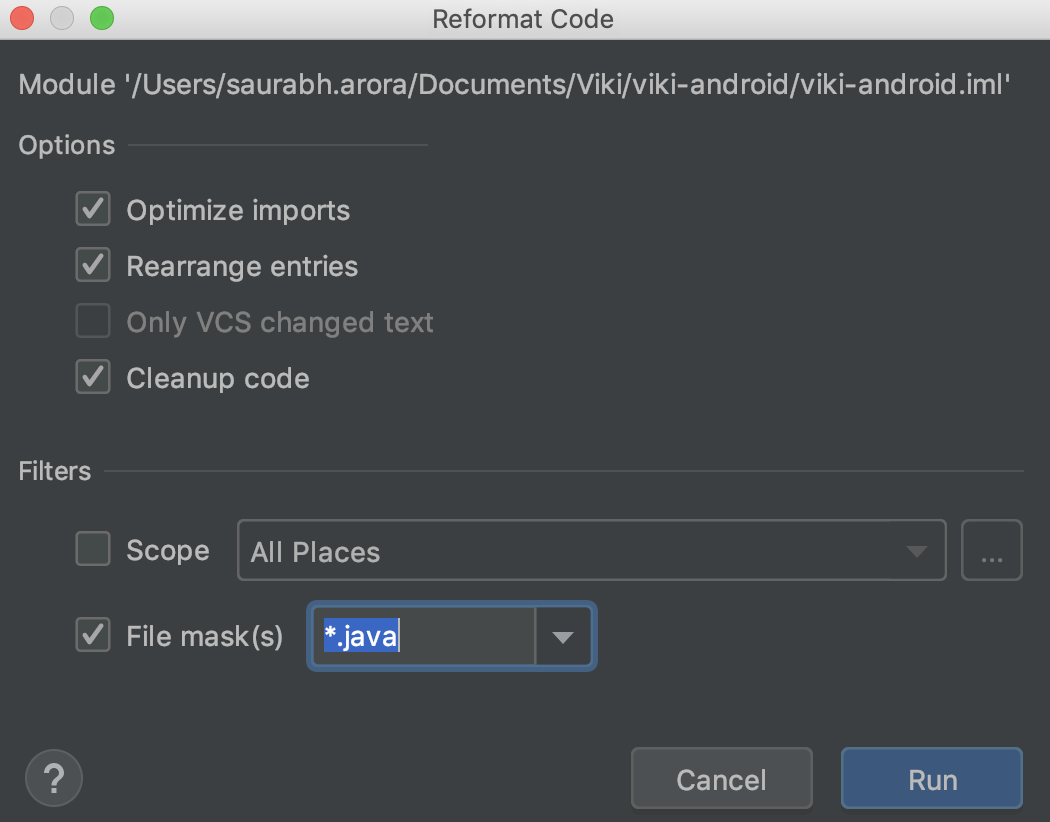 Reformat Code
Module '/Users/saurabh.arora/Documents/Viki/viki-android/viki-android.iml'
Options
Optimize imports
Rearrange entries
Only VCS changed text
Cleanup code
Filters
Scope All Places ...
File mask(s) *.java
? Cancel Run